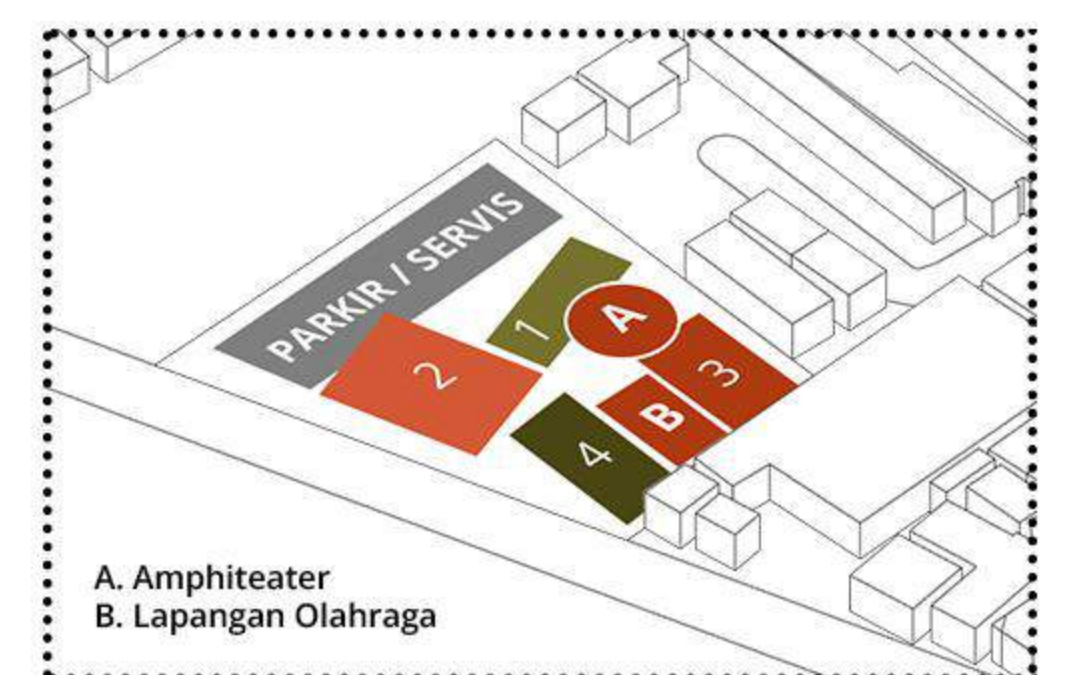 PARKIR / SERVIS
1
A
2
3
B
4
A. Amphiteater
B. Lapangan Olahraga